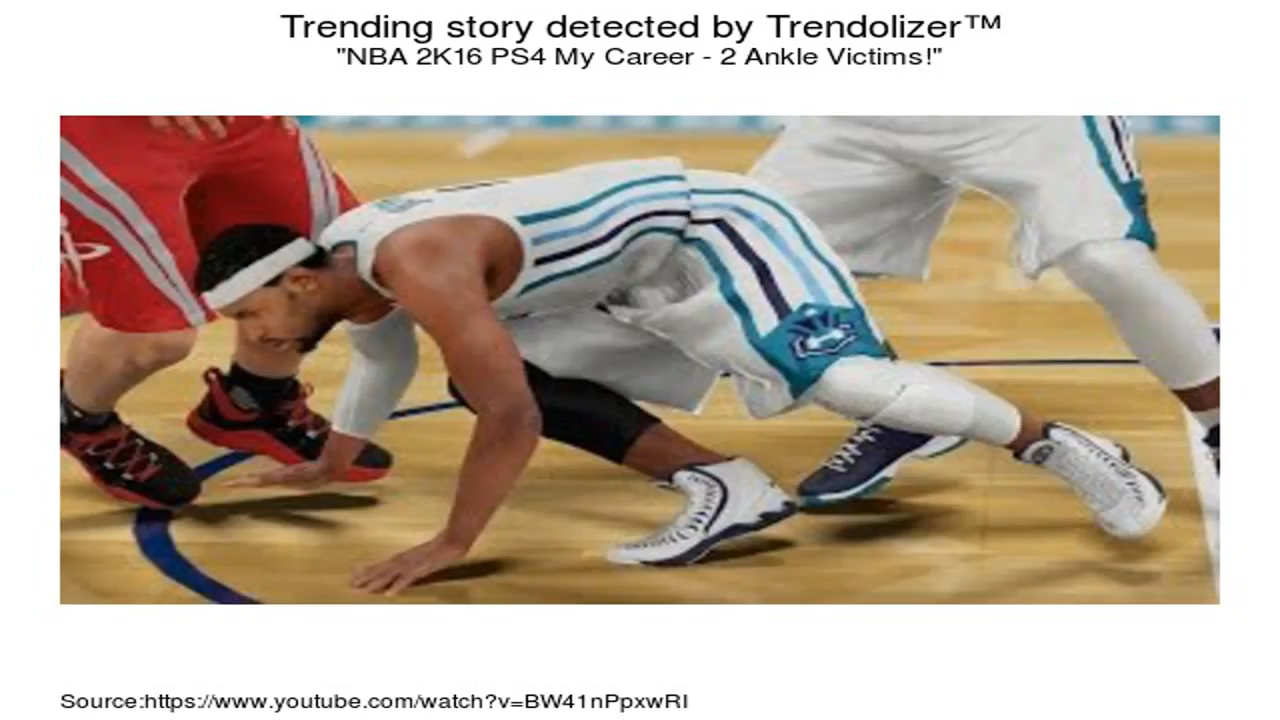 Trending story detected by Trendolizer™
"NBA 2K16 PS4 My Career - 2 Ankle Victims!"
Source:https://www.youtube.com/watch?v=BW41nPpxwRI